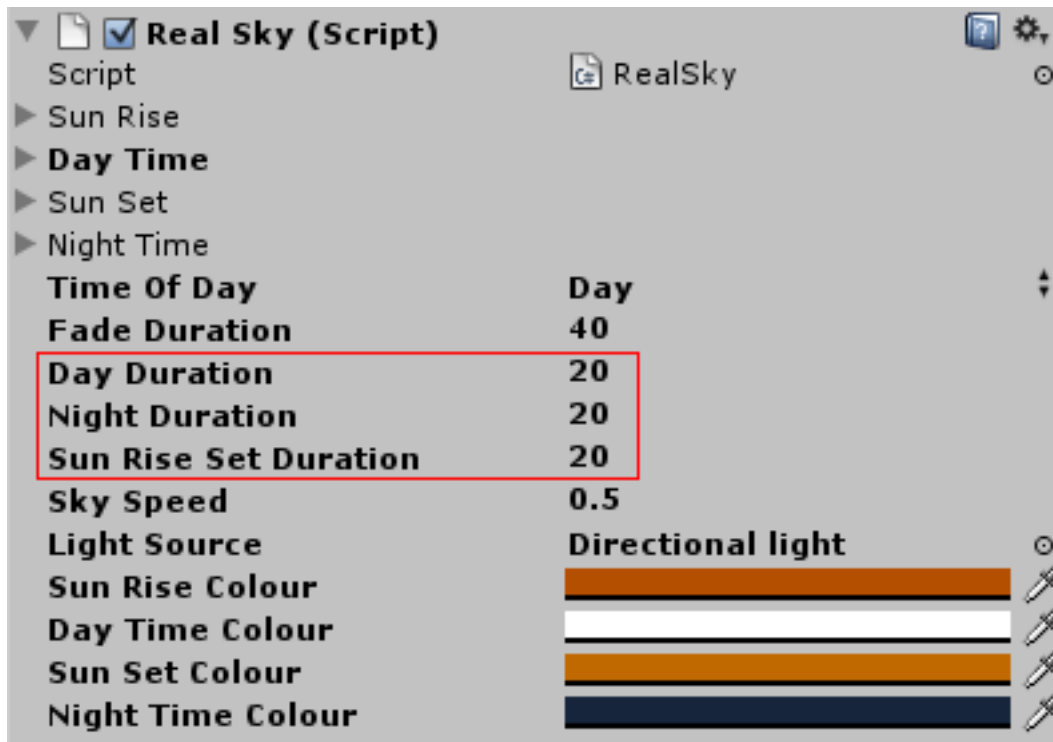 Real Sky (Script)
Script RealSky
Sun Rise
Day Time
Sun Set
Night Time
Time Of Day Day
Fade Duration 40
Day Duration 20
Night Duration 20
Sun Rise Set Duration 20
Sky Speed 0.5
Light Source Directional light
Sun Rise Colour
Day Time Colour
Sun Set Colour
Night Time Colour